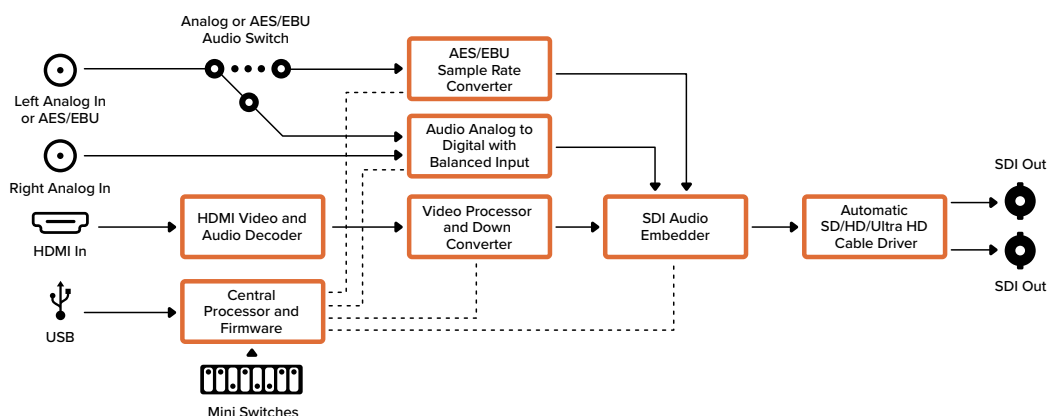 Analog or AES/EBU
Audio Switch
AES/EBU
Sample Rate
Converter
Left Analog In
or AES/EBU
Audio Analog to
Digital with
Balanced Input
Right Analog In
SDI Out
HDMI Video and
Audio Decoder
Video Processor
and Down
Converter
SDI Audio
Embedder
Automatic
SD/HD/Ultra HD
Cable Driver
HDMI In
SDI Out
Central
Processor and
Firmware
USB
Mini Switches